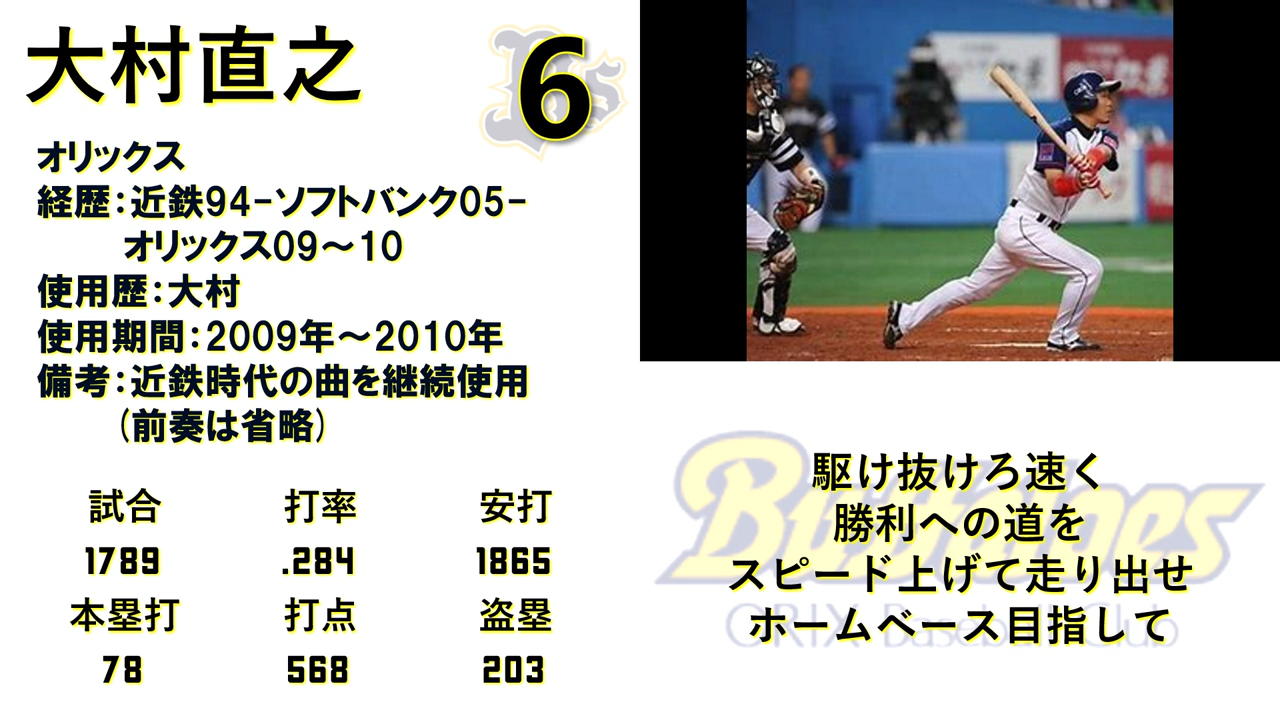 大村直之
Bs
6
オリックス
経歴：近鉄94-ソフトバンク05-
オリックス09～10
使用歴：大村
使用期間：2009年～2010年
備考：近鉄時代の曲を継続使用
（前奏は省略）
試合 打率 安打
1789 .284 1865
本塁打 打点 盗塁
78 568 203
駆け抜けろ速く
勝利への道を
スピード上げて走り出せ
ホームベース目指して
Buffaloes
ORIX Baseball Club